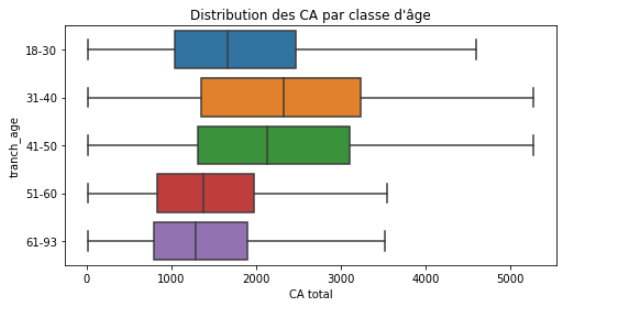 Distribution des CA par classe d'âge
tranch_age
18-30
31-40
41-50
51-60
61-93
0 1000 2000 3000 4000 5000
CA total